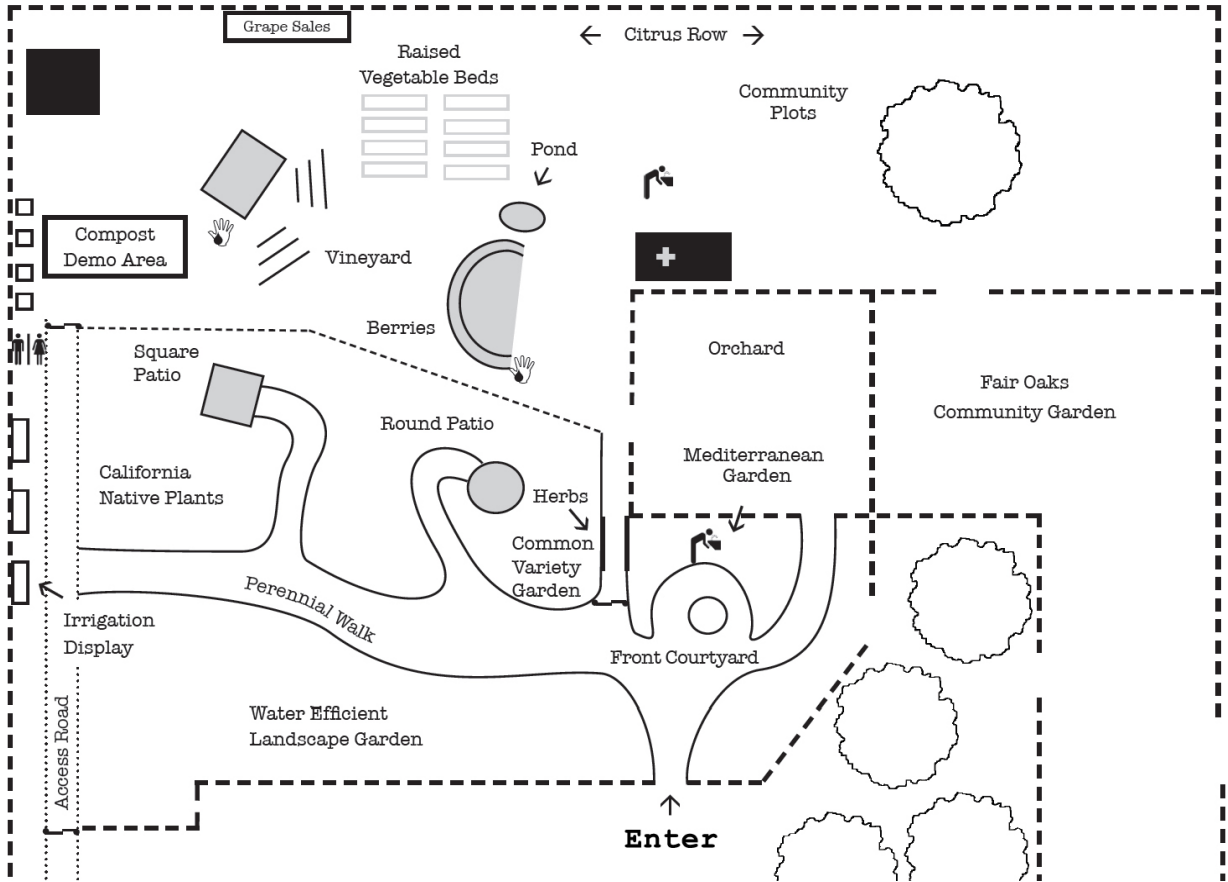 Grape Sales
Citrus Row
Raised
Vegetable Beds
Community
Plots
Pond
Compost
Demo Area
Vineyard
Berries
Square
Patio
Orchard
Fair Oaks
Community Garden
Round Patio
Mediterranean
Garden
California
Native Plants
Herbs
Common
Variety
Garden
Perennial Walk
Irrigation
Display
Front Courtyard
Water Efficient
Landscape Garden
Access Road
Enter